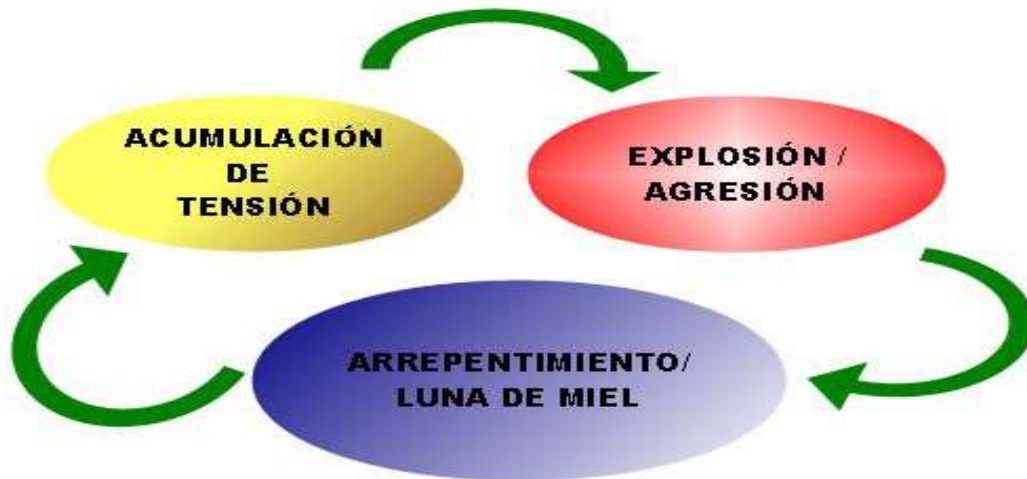 ACUMULACIÓN
DE
TENSIÓN
EXPLOSIÓN /
AGRESIÓN
ARREPENTIMIENTO/
LUNA DE MIEL